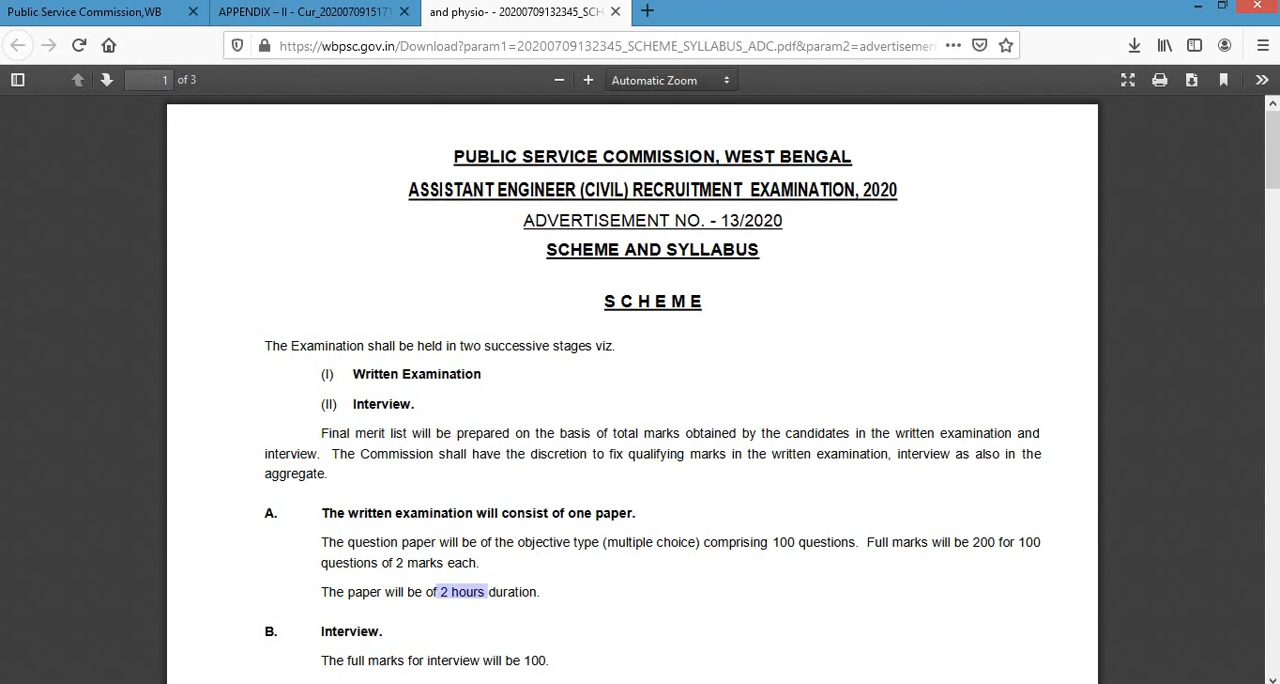 Public Service Commission,WB
APPENDIX – II - Cur_2020070915171
and physio- - 20200709132345_SCH
https://wbpsc.gov.in/Download?param1=20200709132345_SCHEME_SYLLABUS_ADC.pdf&param2=advertisemen
1 of 3
Automatic Zoom
PUBLIC SERVICE COMMISSION, WEST BENGAL
ASSISTANT ENGINEER (CIVIL) RECRUITMENT EXAMINATION, 2020
ADVERTISEMENT NO. - 13/2020
SCHEME AND SYLLABUS
S C H E M E
The Examination shall be held in two successive stages viz.
(I) Written Examination
(II) Interview.
Final merit list will be prepared on the basis of total marks obtained by the candidates in the written examination and
interview. The Commission shall have the discretion to fix qualifying marks in the written examination, interview as also in the
aggregate.
A. The written examination will consist of one paper.
The question paper will be of the objective type (multiple choice) comprising 100 questions. Full marks will be 200 for 100
questions of 2 marks each.
The paper will be of 2 hours duration.
B. Interview.
The full marks for interview will be 100.